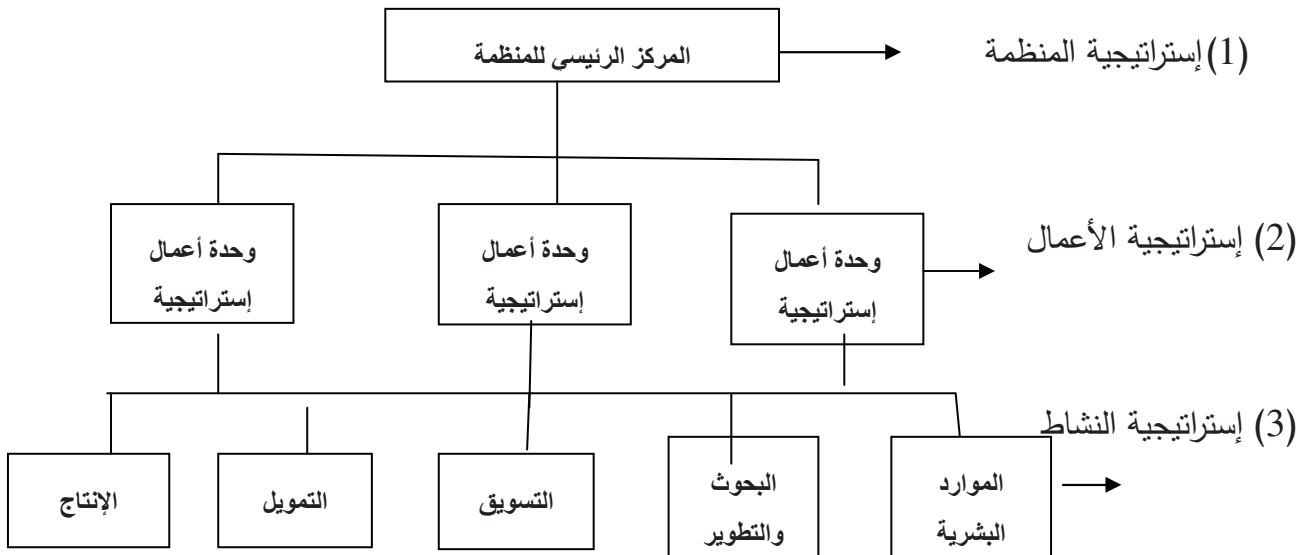 (1) إستراتيجية المنظمة
المركز الرئيسي للمنظمة
(2) إستراتيجية الأعمال
وحدة أعمال
إستراتيجية
وحدة أعمال
إستراتيجية
وحدة أعمال
إستراتيجية
(3) إستراتيجية النشاط
الموارد
البشرية
البحوث
والتطوير
التسويق
التمويل
الإنتاج